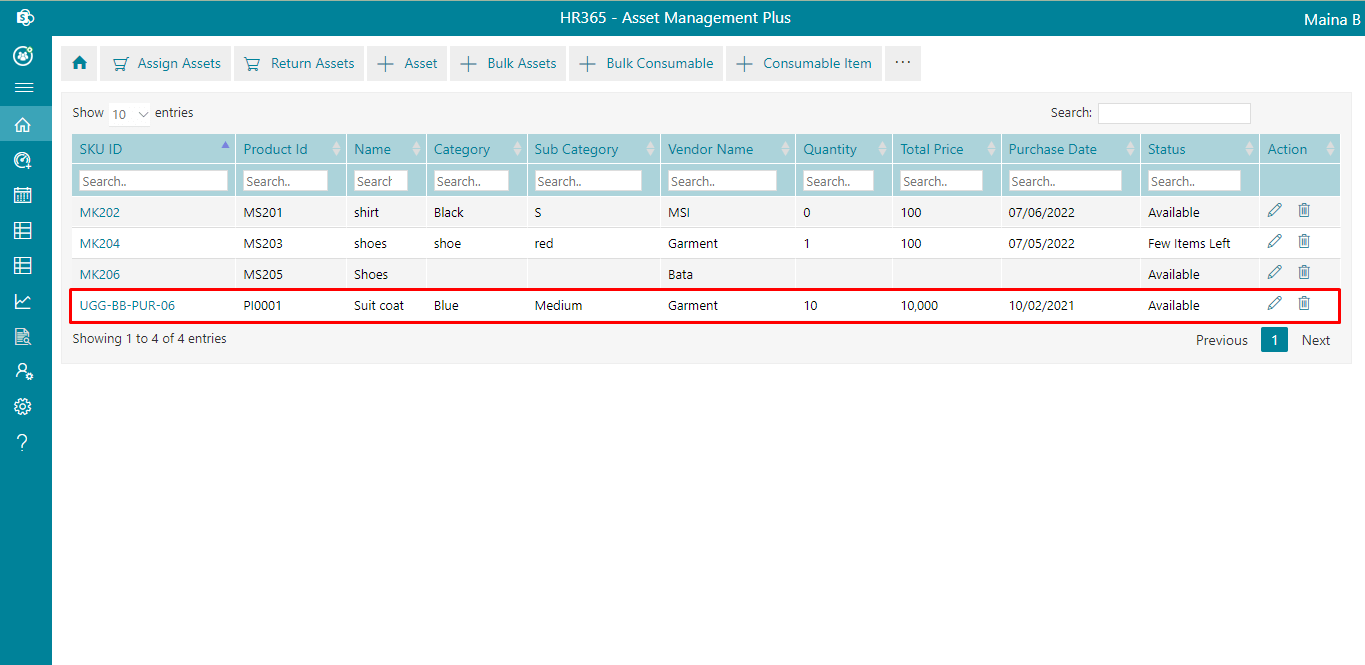 HR365 - Asset Management Plus
Maina B
Assign Assets Return Assets Asset Bulk Assets Bulk Consumable Consumable Item ...
Show 10 entries Search:
SKU ID Product Id Name Category Sub Category Vendor Name Quantity Total Price Purchase Date Status Action
Search.. Search.. Search Search.. Search.. Search.. Search.. Search.. Search.. Search..
MK202 MS201 shirt Black S MSI 0 100 07/06/2022 Available
MK204 MS203 shoes shoe red Garment 1 100 07/05/2022 Few Items Left
MK206 MS205 Shoes Bata Available
UGG-BB-PUR-06 PI0001 Suit coat Blue Medium Garment 10 10,000 10/02/2021 Available
Showing 1 to 4 of 4 entries
Previous 1 Next